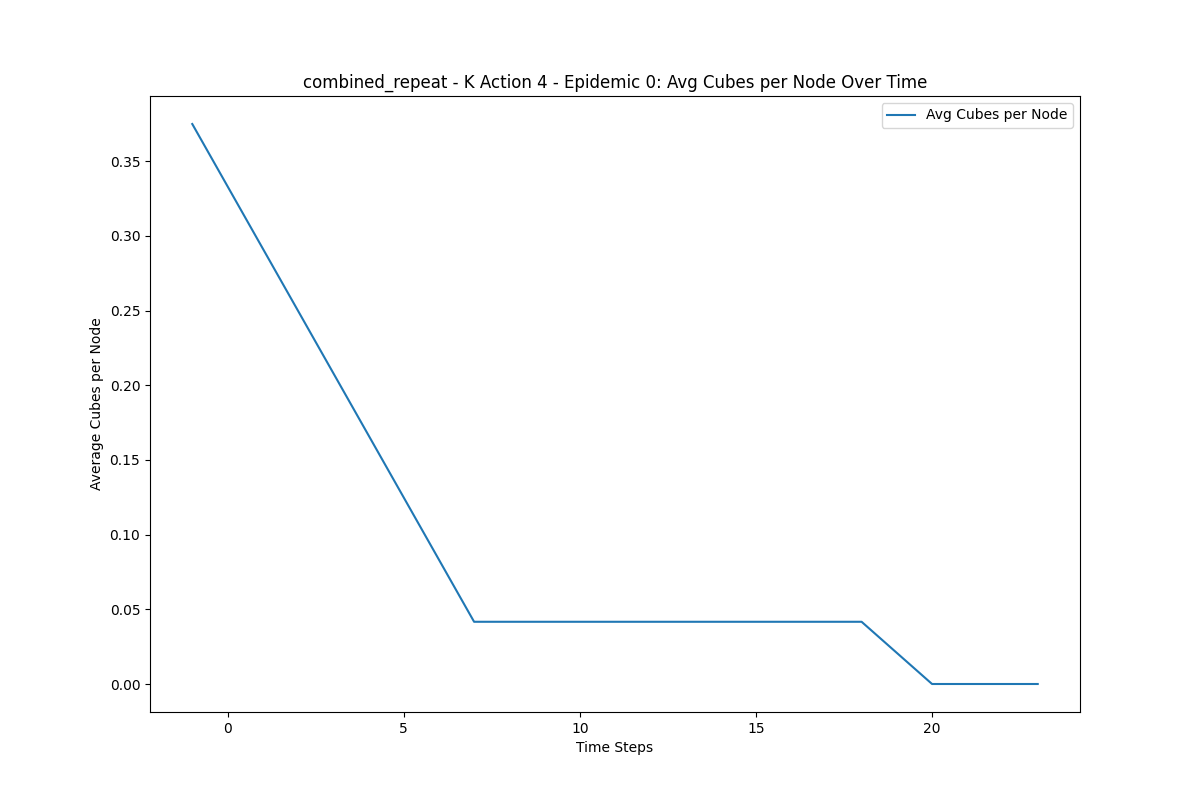 combined_repeat - K Action 4 - Epidemic 0: Avg Cubes per Node Over Time
Avg Cubes per Node
Average Cubes per Node
0.35
0.30
0.25
0.20
0.15
0.10
0.05
0.00
0 5 10 15 20
Time Steps